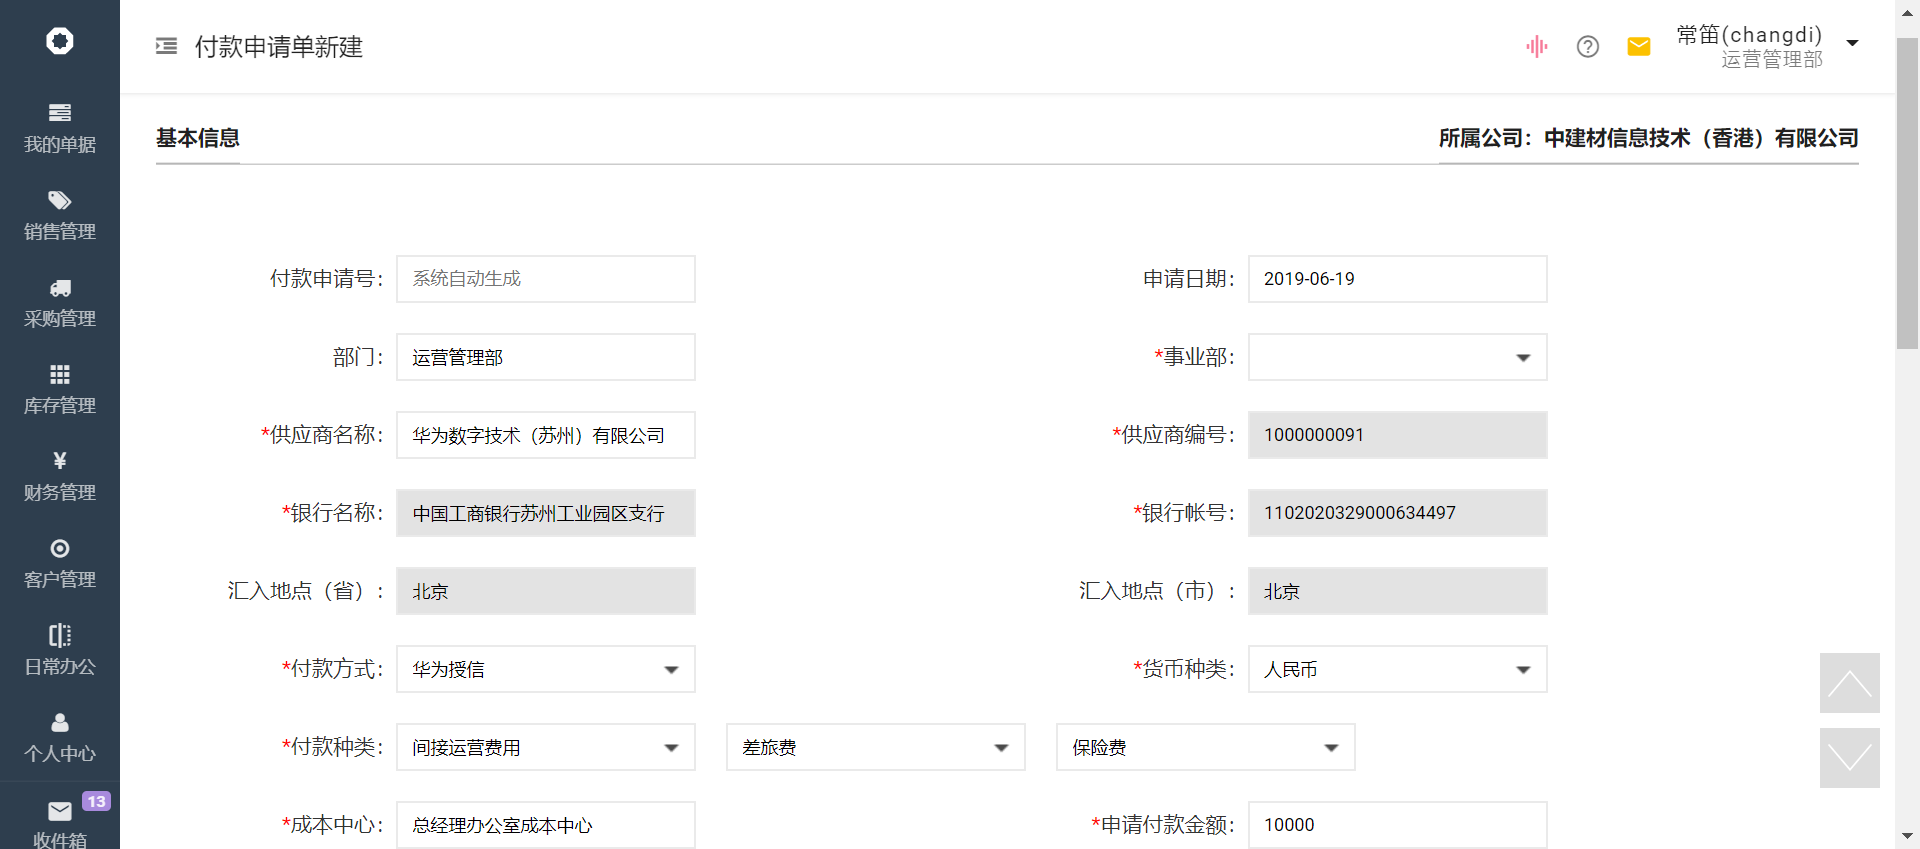 付款申请单新建
常笛(changdi)
运营管理部
我的单据
销售管理
采购管理
库存管理
¥
财务管理
客户管理
日常办公
个人中心
13
收件箱
基本信息
所属公司：中建材信息技术（香港）有限公司
付款申请号：
系统自动生成
申请日期：
2019-06-19
部门：
运营管理部
*事业部：
*供应商名称：
华为数字技术（苏州）有限公司
*供应商编号：
1000000091
*银行名称：
中国工商银行苏州工业园区支行
*银行帐号：
1102020329000634497
汇入地点（省）：
北京
汇入地点（市）：
北京
*付款方式：
华为授信
*货币种类：
人民币
*付款种类：
间接运营费用
差旅费
保险费
*成本中心：
总经理办公室成本中心
*申请付款金额：
10000